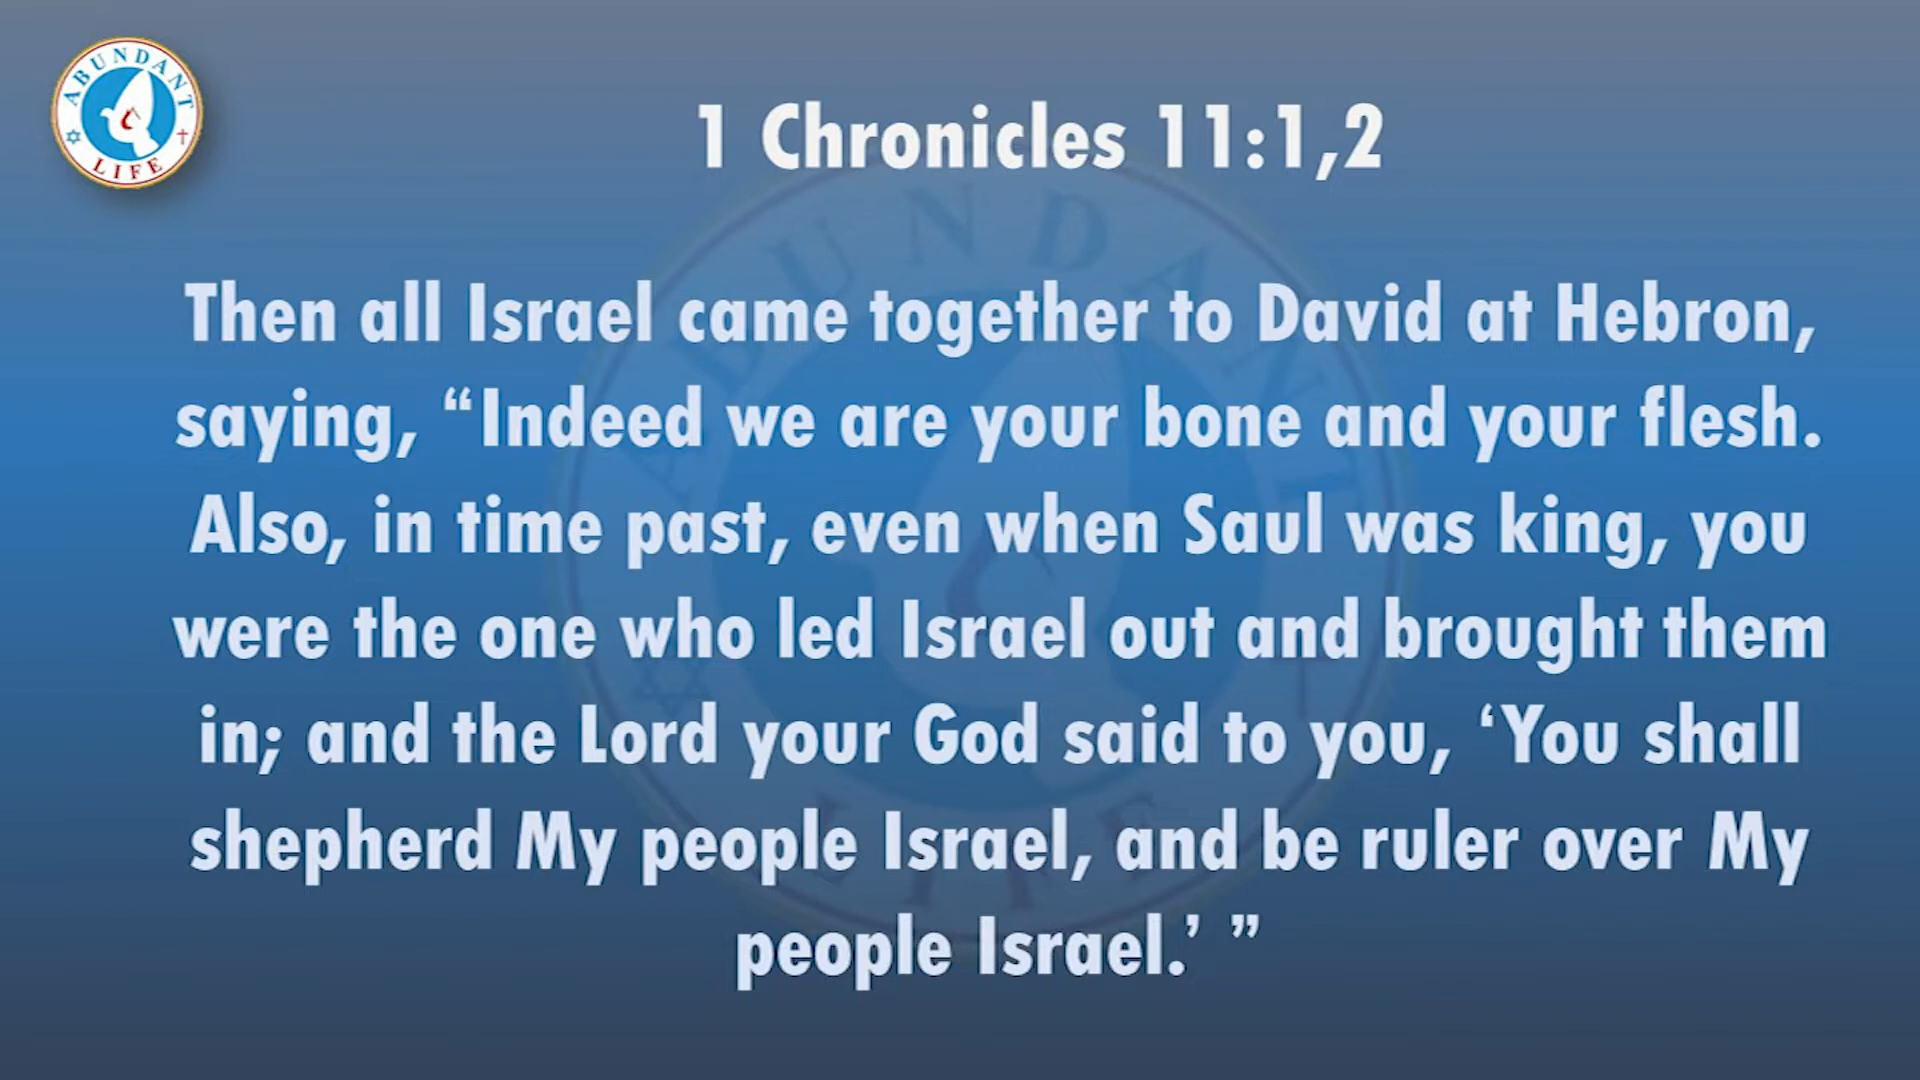 ABUNDANT
LIFE
1 Chronicles 11:1,2
Then all Israel came together to David at Hebron,
saying, “Indeed we are your bone and your flesh.
Also, in time past, even when Saul was king, you
were the one who led Israel out and brought them
in; and the Lord your God said to you, ‘You shall
shepherd My people Israel, and be ruler over My
people Israel.’ ”
ABUNDANT
LIFE